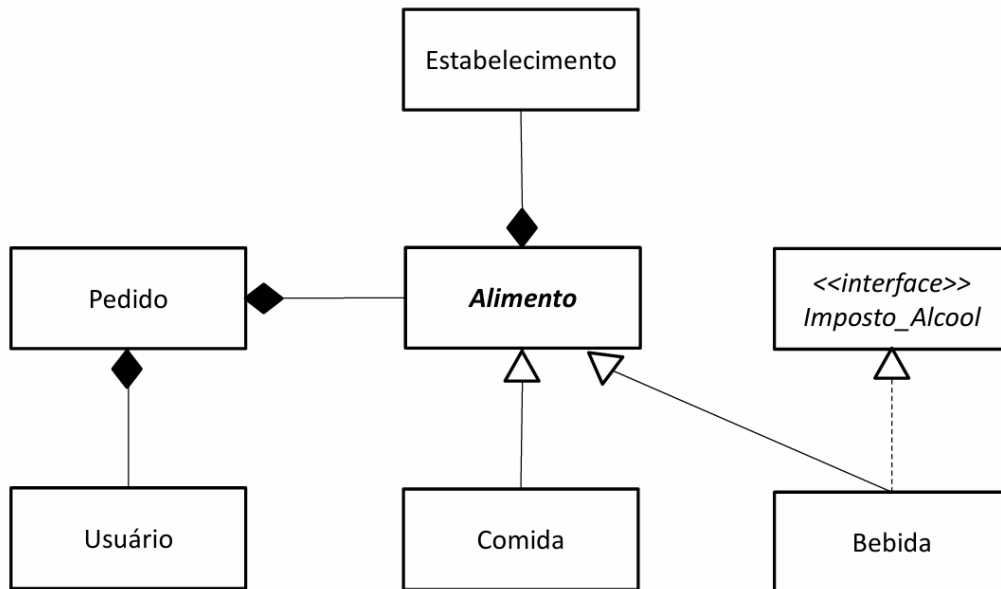 Estabelecimento
Pedido
Alimento
<<interface>>
Imposto_Alcool
Usuário
Comida
Bebida